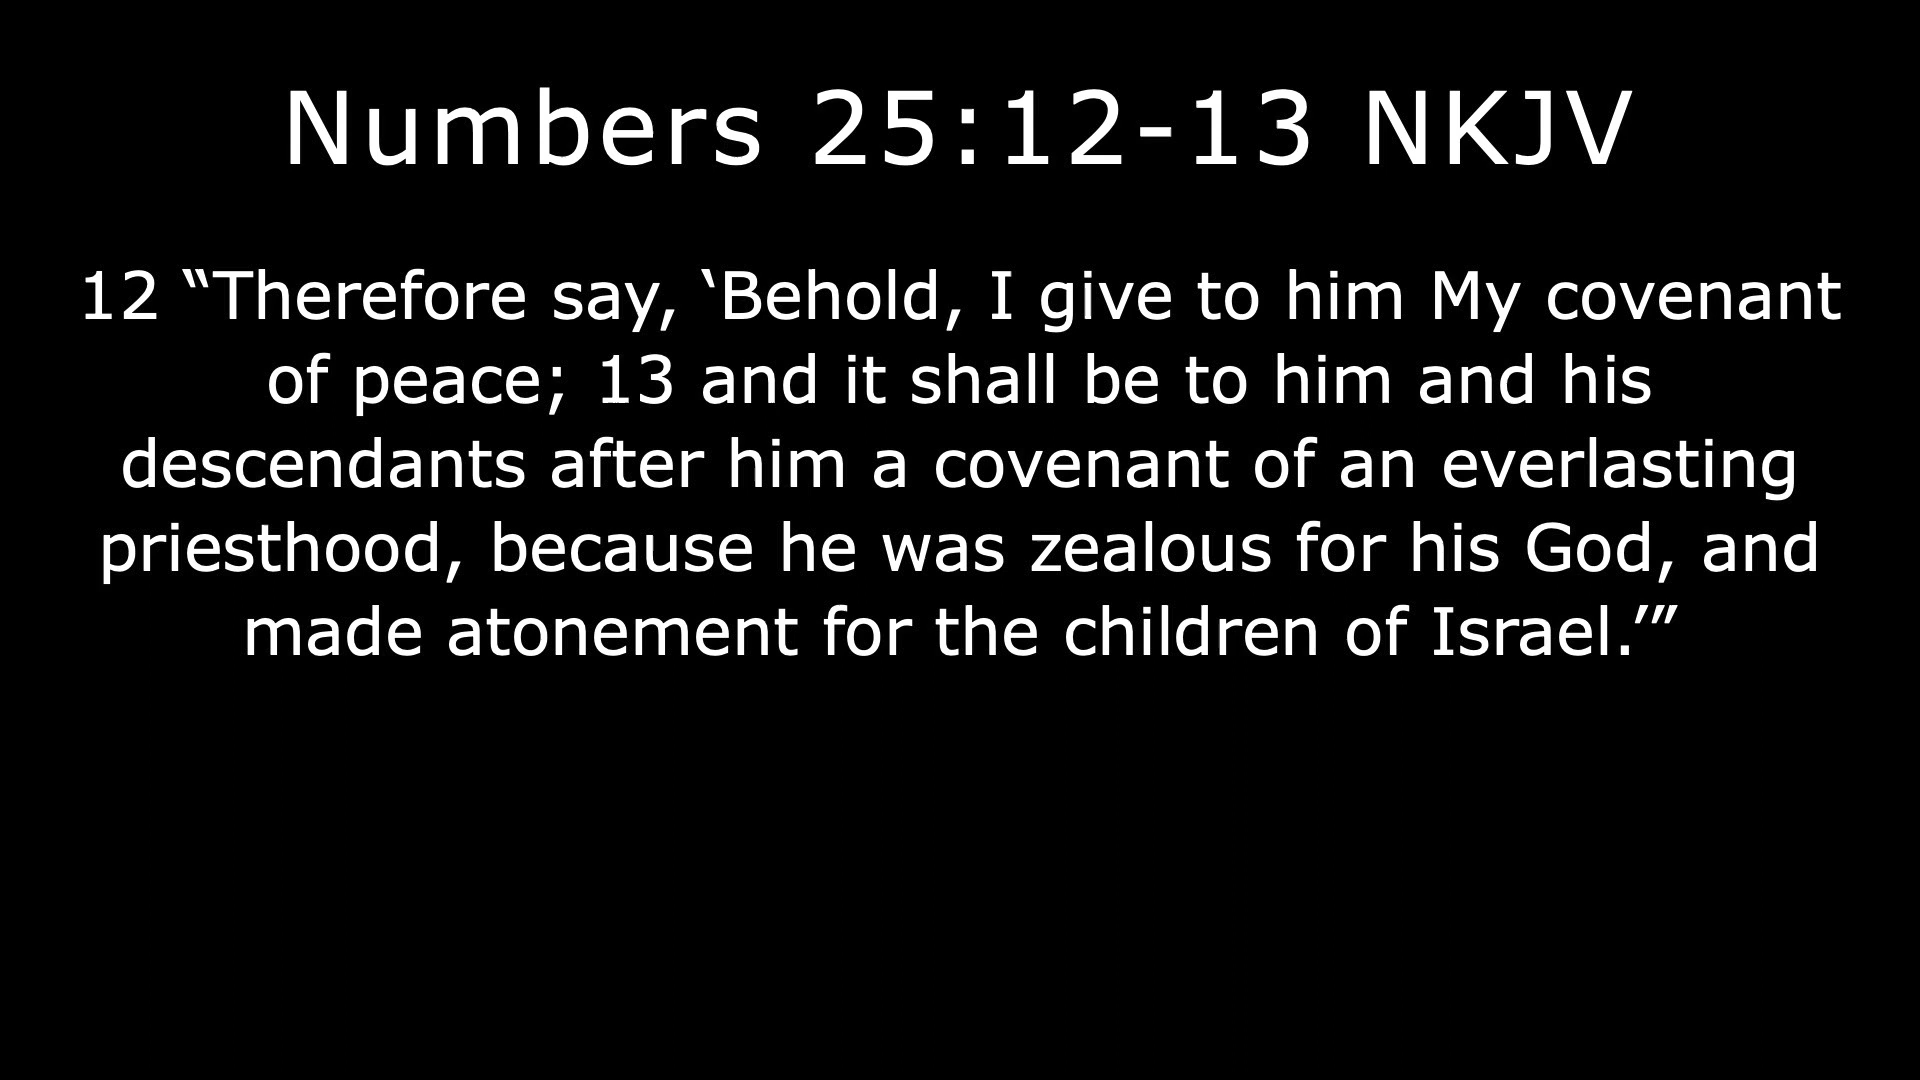 Numbers 25:12-13 NKJV
12 “Therefore say, ‘Behold, I give to him My covenant
of peace; 13 and it shall be to him and his
descendants after him a covenant of an everlasting
priesthood, because he was zealous for his God, and
made atonement for the children of Israel.’”